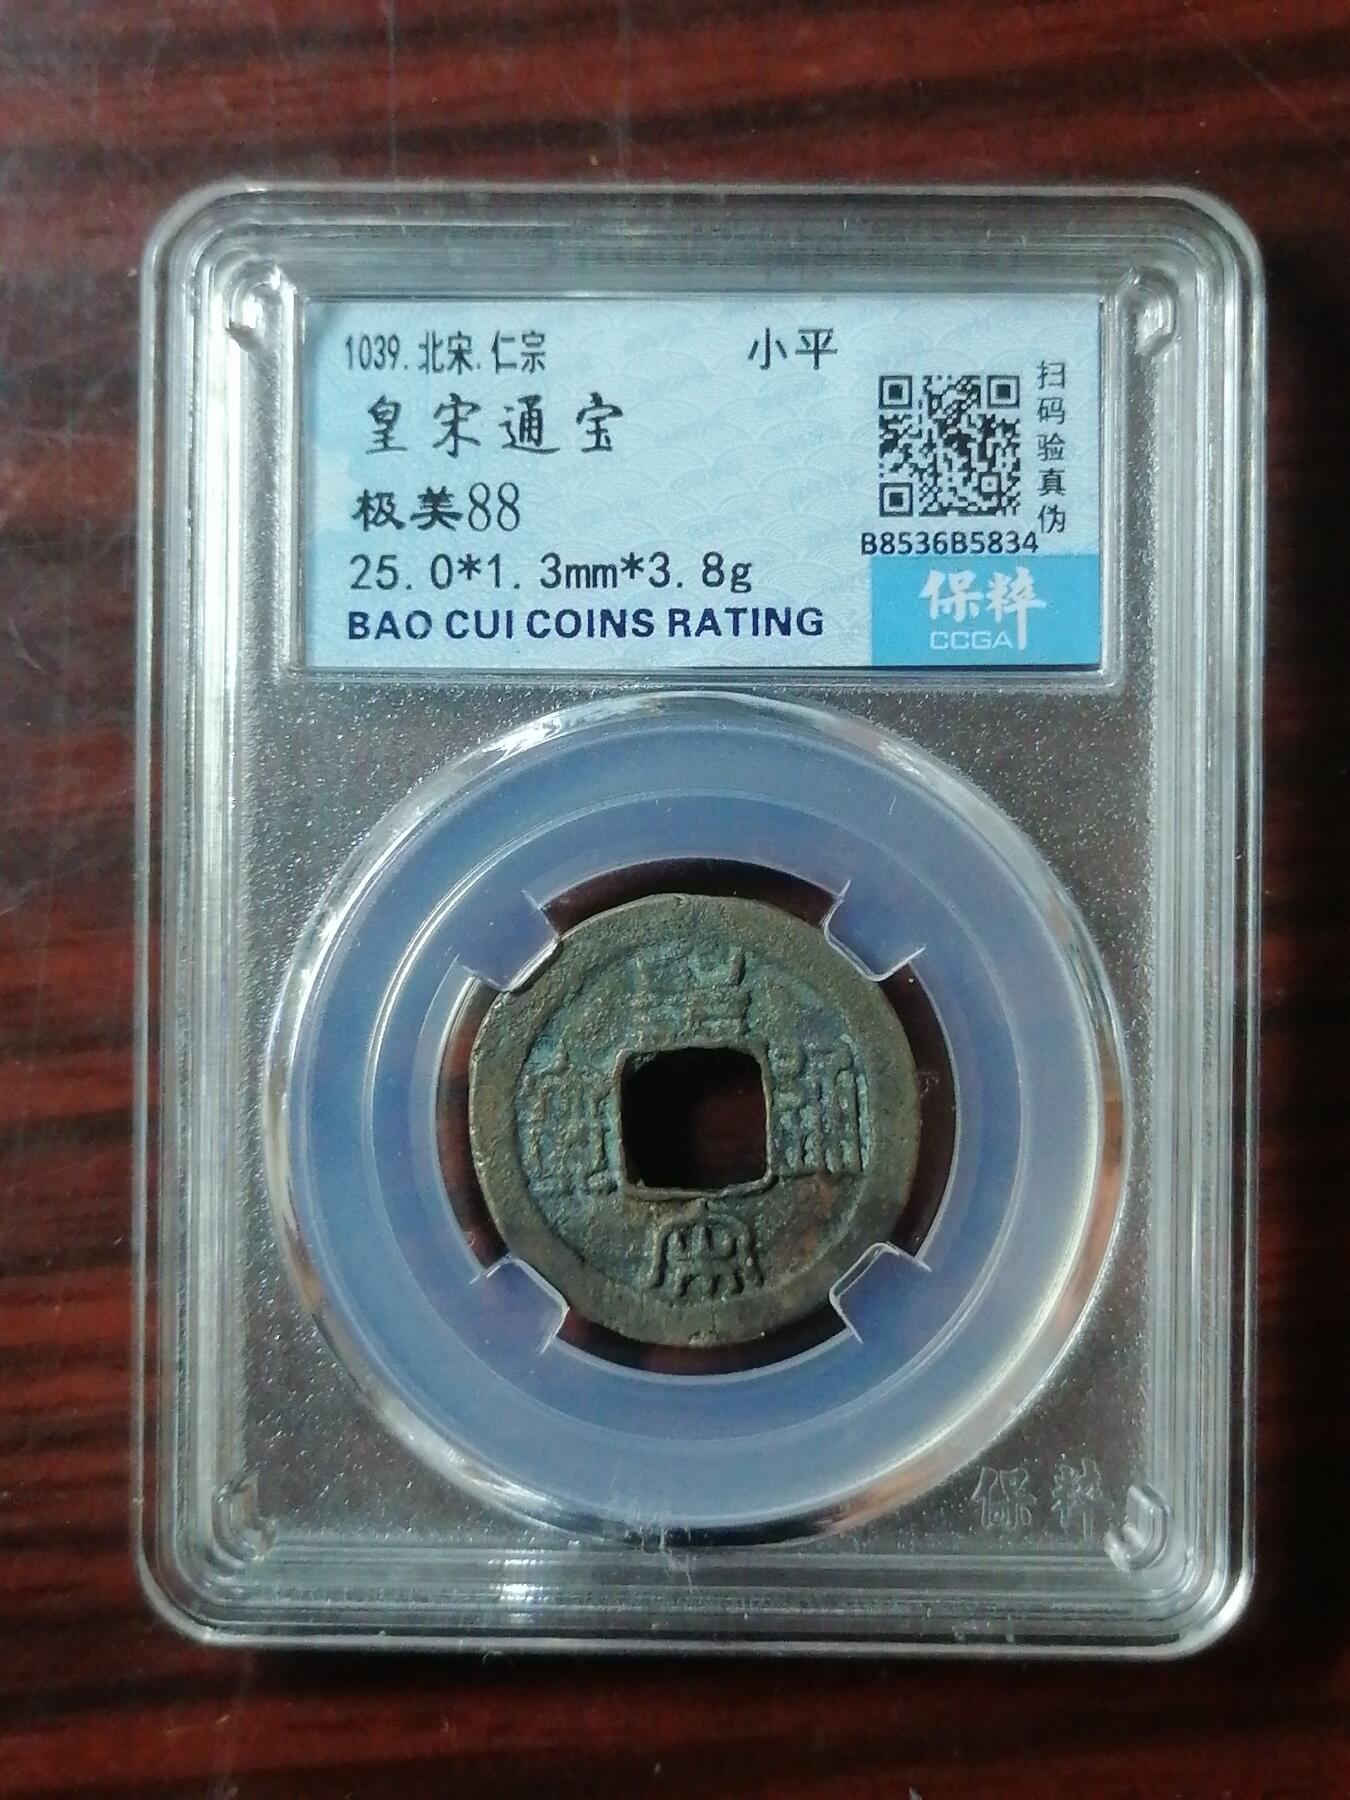 1039.北宋.仁宗
小平
皇宋通宝
极美88
25.0*1.3mm*3.8g
BAO CUI COINS RATING
扫码验真伪
B8536B5834
保粹
CCGA
皇宋通寶
保粹